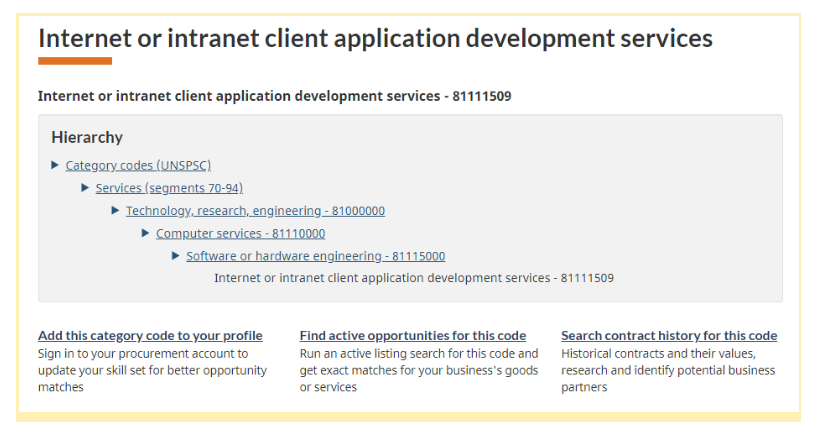 Internet or intranet client application development services
Internet or intranet client application development services - 81111509
Hierarchy
Category codes (UNSPSC)
Services (segments 70-94)
Technology, research, engineering - 81000000
Computer services - 81110000
Software or hardware engineering - 81115000
Internet or intranet client application development services - 81111509
Add this category code to your profile
Sign in to your procurement account to
update your skill set for better opportunity
matches
Find active opportunities for this code
Run an active listing search for this code and
get exact matches for your business's goods
or services
Search contract history for this code
Historical contracts and their values,
research and identify potential business
partners